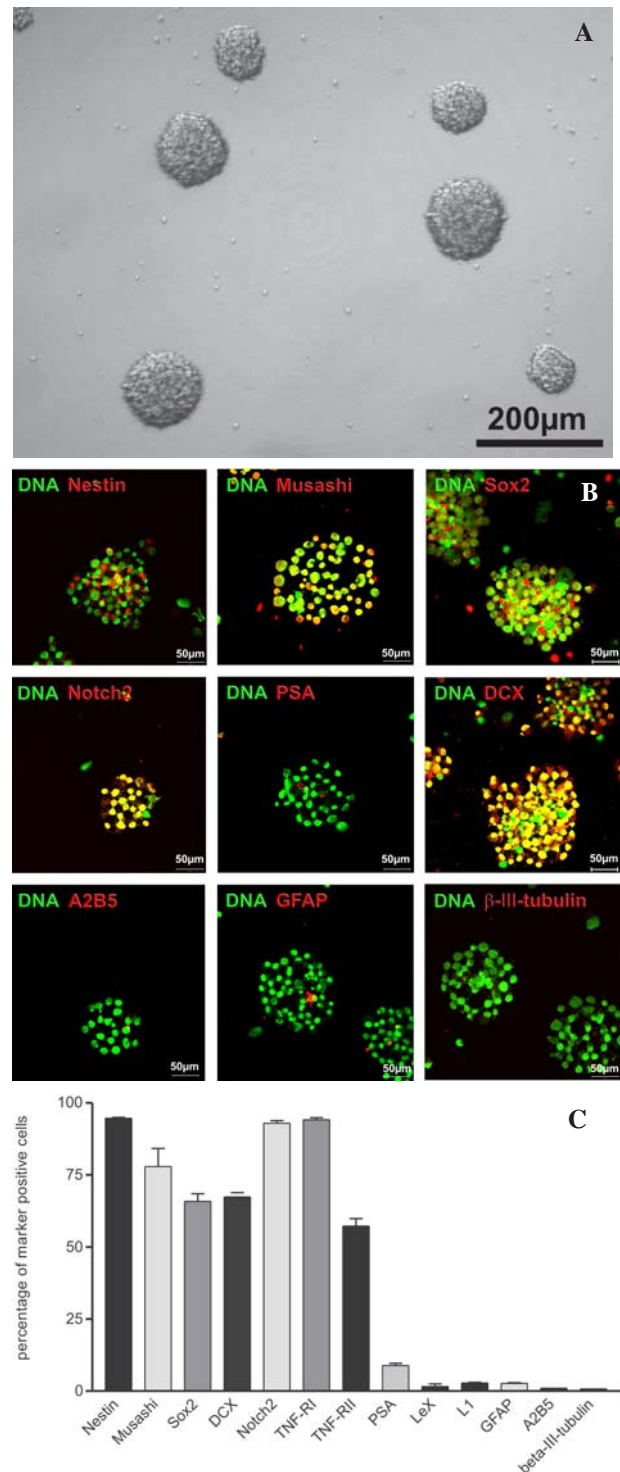 A
200µm
DNA Nestin
50µm
DNA Musashi
50µm
DNA Sox2
B
50µm
DNA Notch2
50µm
DNA PSA
50µm
DNA DCX
50µm
DNA A2B5
50µm
DNA GFAP
50µm
DNA β-III-tubulin
50µm
C
percentage of marker positive cells
100
75
50
25
0
Nestin
Musashi
Sox2
DCX
Notch2
TNF-RI
TNF-RII
PSA
LeX
L1
GFAP
A2B5
beta-III-tubulin